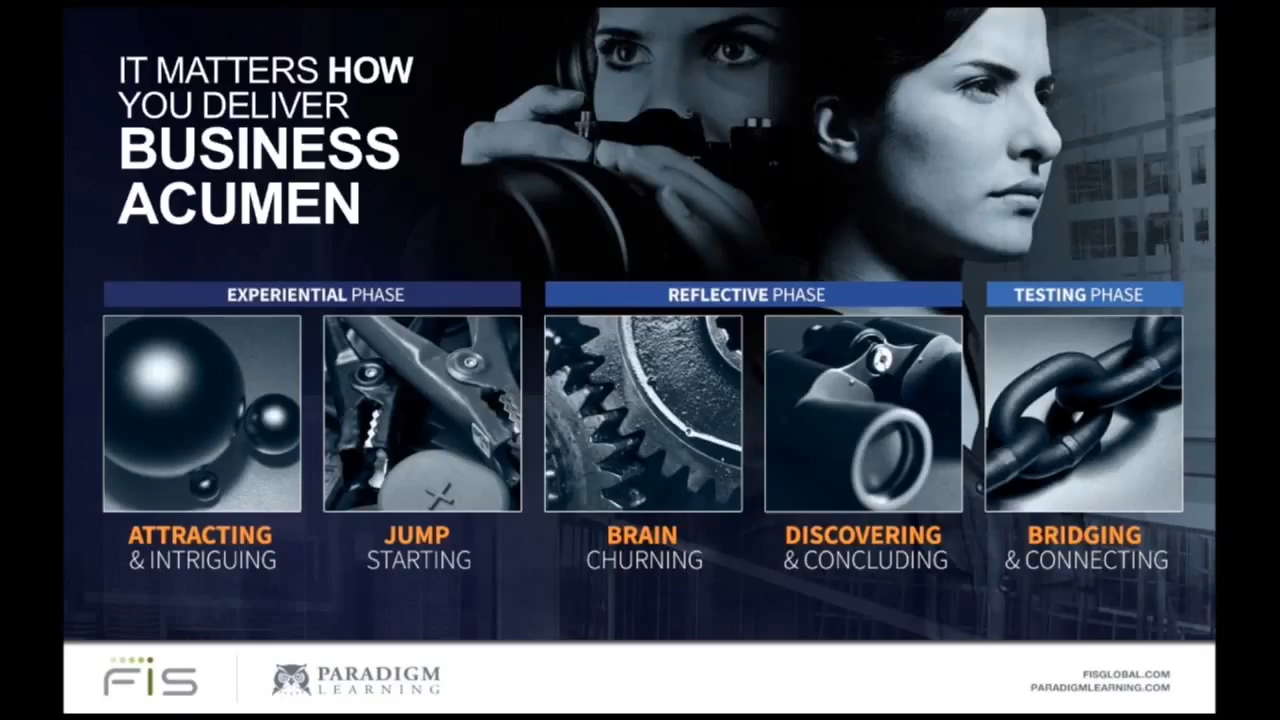 IT MATTERS HOW
YOU DELIVER
BUSINESS
ACUMEN
EXPERIENTIAL PHASE
REFLECTIVE PHASE
TESTING PHASE
ATTRACTING
& INTRIGUING
JUMP
STARTING
BRAIN
CHURNING
DISCOVERING
& CONCLUDING
BRIDGING
& CONNECTING
FIS
PARADIGM
LEARNING
FISGLOBAL.COM
PARADIGMLEARNING.COM